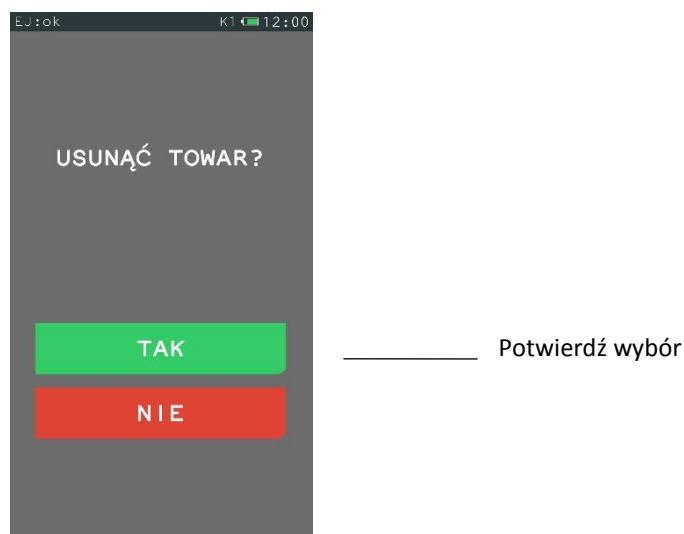 EJ:ok K1 12:00
USUNĄĆ TOWAR?
TAK
Potwierdź wybór
NIE